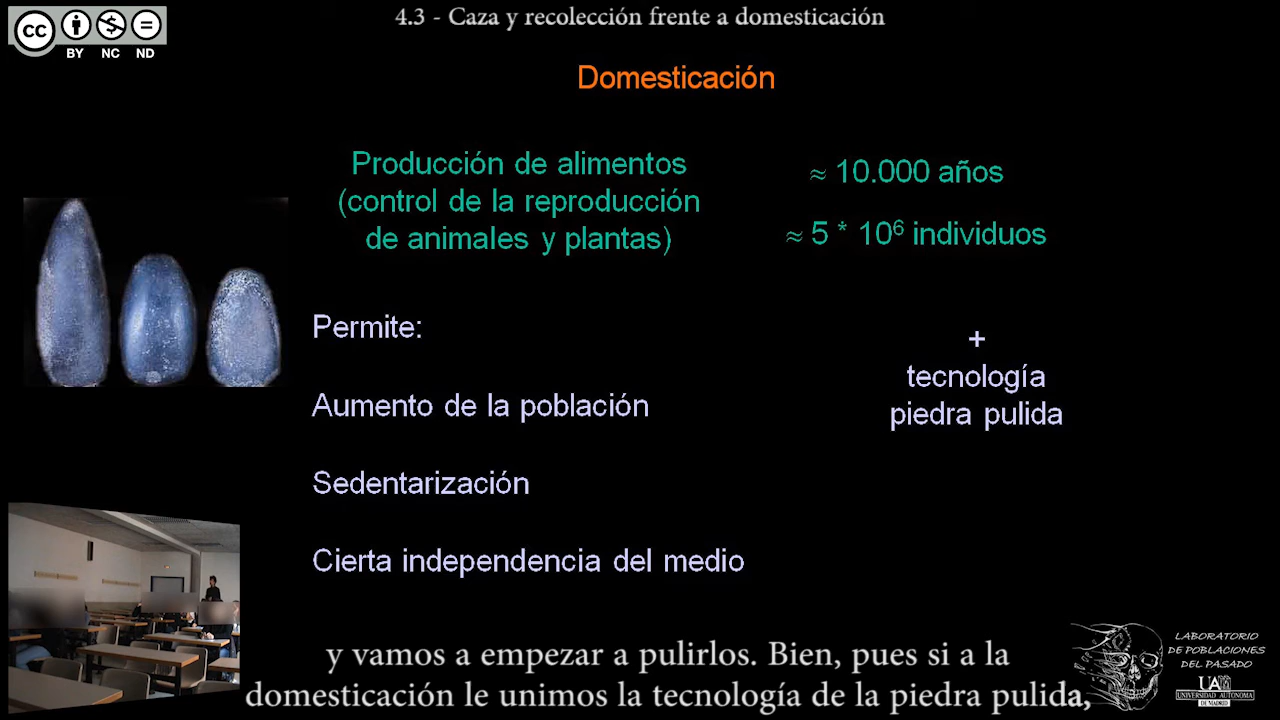 4.3 - Caza y recolección frente a domesticación
cc
BY NC ND
Domesticación
Producción de alimentos
(control de la reproducción
de animales y plantas)
≈ 10.000 años
≈ 5 * 10⁶ individuos
Permite:
+
tecnología
piedra pulida
Aumento de la población
Sedentarización
Cierta independencia del medio
y vamos a empezar a pulirlos. Bien, pues si a la
domesticación le unimos la tecnología de la piedra pulida,
LABORATORIO
DE POBLACIONES
DEL PASADO
UAM
UNIVERSIDAD AUTONOMA
DE MADRID